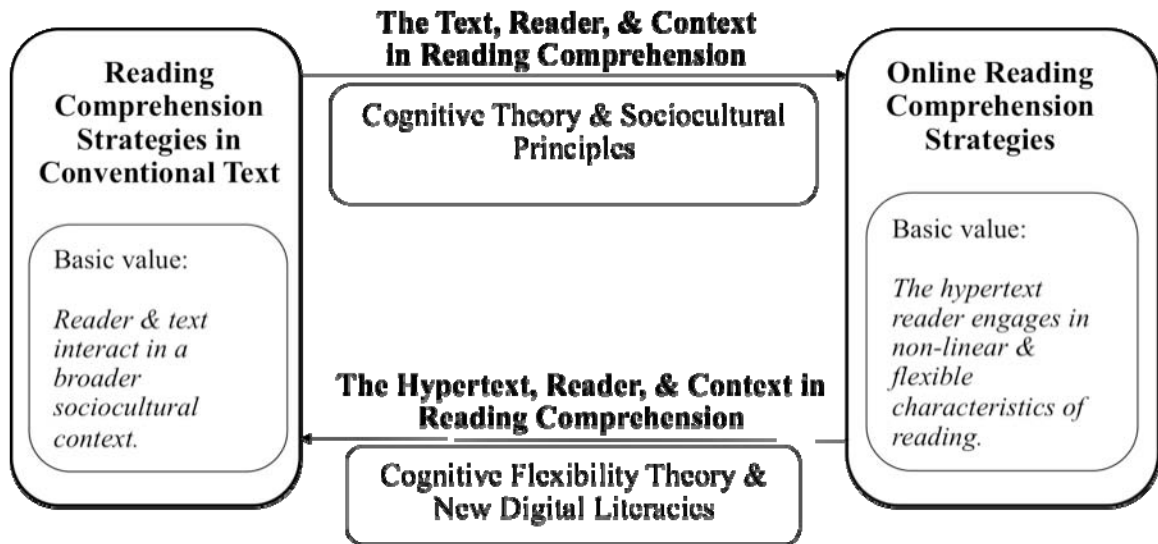 Reading
Comprehension
Strategies in
Conventional Text
Basic value:
Reader & text
interact in a
broader
sociocultural
context.
The Text, Reader, & Context
in Reading Comprehension
Cognitive Theory & Sociocultural
Principles
The Hypertext, Reader, & Context in
Reading Comprehension
Cognitive Flexibility Theory &
New Digital Literacies
Online Reading
Comprehension
Strategies
Basic value:
The hypertext
reader engages in
non-linear &
flexible
characteristics of
reading.